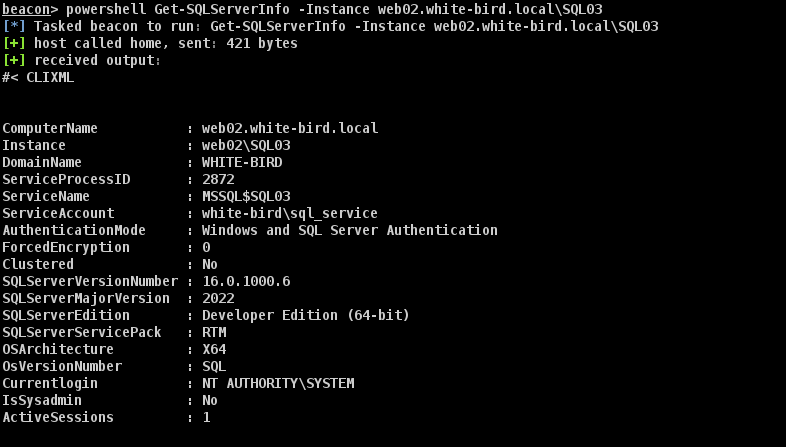 beacon> powershell Get-SQLServerInfo -Instance web02.white-bird.local\SQL03
[*] Tasked beacon to run: Get-SQLServerInfo -Instance web02.white-bird.local\SQL03
[+] host called home, sent: 421 bytes
[+] received output:
#< CLIXML
ComputerName : web02.white-bird.local
Instance : web02\SQL03
DomainName : WHITE-BIRD
ServiceProcessID : 2872
ServiceName : MSSQL$SQL03
ServiceAccount : white-bird\sql_service
AuthenticationMode : Windows and SQL Server Authentication
ForcedEncryption : 0
Clustered : No
SQLServerVersionNumber : 16.0.1000.6
SQLServerMajorVersion : 2022
SQLServerEdition : Developer Edition (64-bit)
SQLServerServicePack : RTM
OSArchitecture : X64
OsVersionNumber : SQL
Currentlogin : NT AUTHORITY\SYSTEM
IsSysadmin : No
ActiveSessions : 1